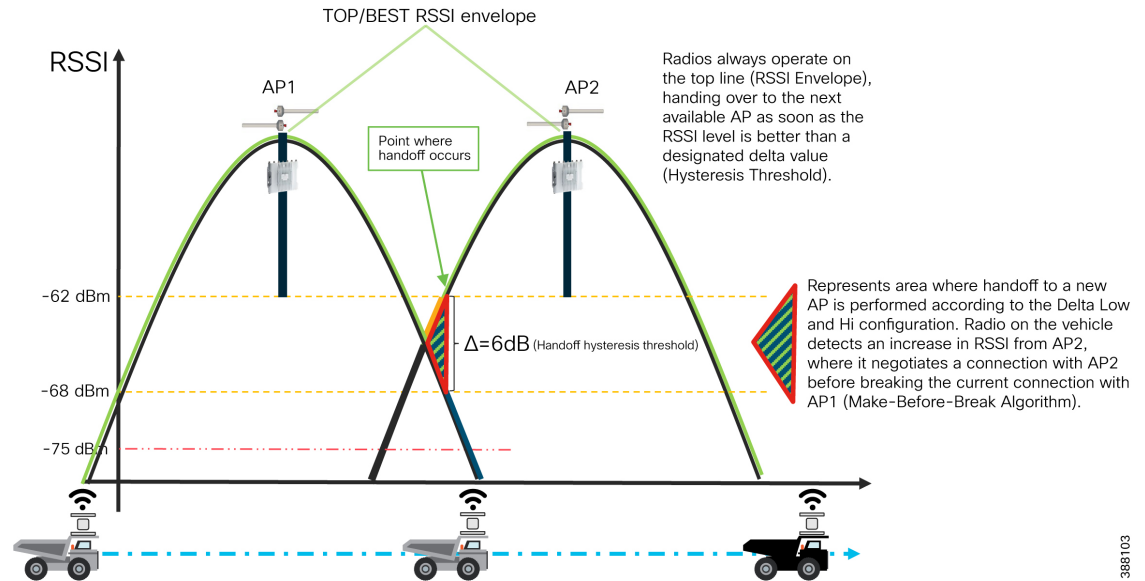 TOP/BEST RSSI envelope
RSSI
AP1
AP2
Radios always operate on
the top line (RSSI Envelope),
handing over to the next
available AP as soon as the
RSSI level is better than a
designated delta value
(Hysteresis Threshold).
Point where
handoff occurs
-62 dBm
Δ=6dB (Handoff hysteresis threshold)
-68 dBm
-75 dBm
Represents area where handoff to a new
AP is performed according to the Delta Low
and Hi configuration. Radio on the vehicle
detects an increase in RSSI from AP2,
where it negotiates a connection with AP2
before breaking the current connection with
AP1 (Make-Before-Break Algorithm).
388103